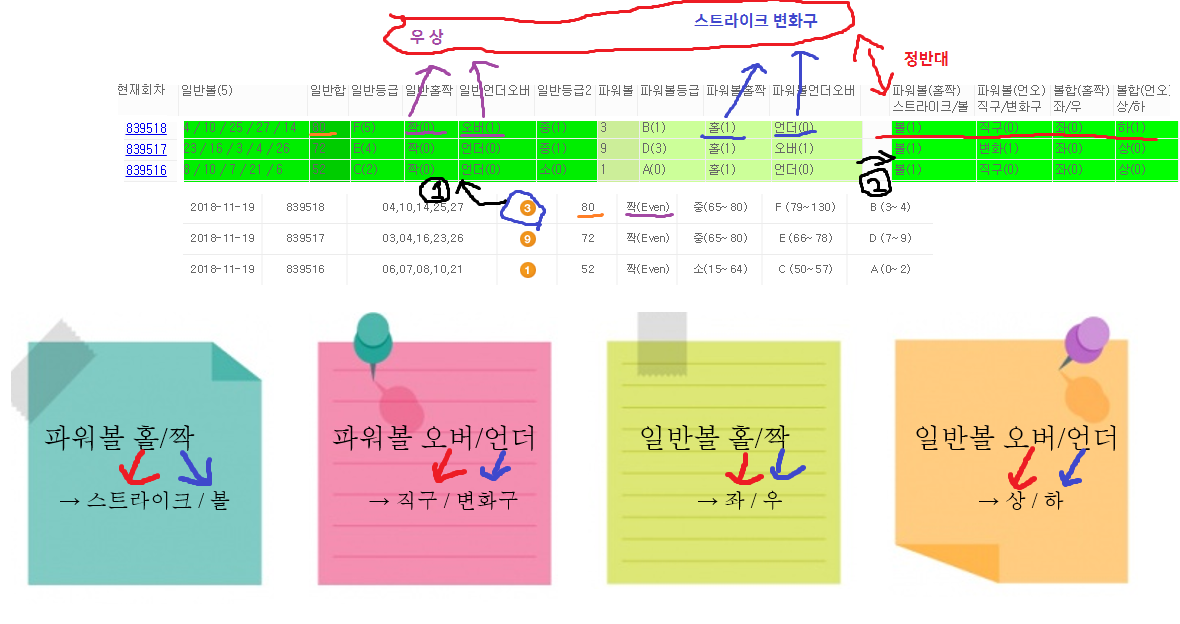 스트라이크 변화구
우 상
정반대
현재회차 일반볼(5) 일반합 일반등급 일반홀짝 일반언더오버 일반등급2 파워볼 파워볼등급 파워볼홀짝 파워볼언더오버 파워볼(홀짝) 스트라이크/볼 파워볼(언오) 직구/변화구 볼합(홀짝) 좌/우 볼합(언오) 상/하
839518 4 / 10 / 25 / 27 / 14 80 F(5) 짝(0) 오버(1) 중(1) 3 B(1) 홀(1) 언더(0) 볼(1) 직구(0) 좌(0) 하(1)
839517 23 / 16 / 3 / 4 / 26 72 E(4) 짝(0) 언더(0) 중(1) 9 D(3) 홀(1) 오버(1) 볼(1) 변화(1) 좌(0) 상(0)
839516 8 / 10 / 7 / 21 / 6 52 C(2) 짝(0) 언더(0) 소(0) 1 A(0) 홀(1) 언더(0) 볼(1) 직구(0) 좌(0) 상(0)
1 2
2018-11-19 839518 04,10,14,25,27 3 80 짝(Even) 중(65~80) F (79~130) B (3~4)
2018-11-19 839517 03,04,16,23,26 9 72 짝(Even) 중(65~80) E (66~78) D (7~9)
2018-11-19 839516 06,07,08,10,21 1 52 짝(Even) 소(15~64) C (50~57) A (0~2)
파워볼 홀/짝
→ 스트라이크 / 볼
파워볼 오버/언더
→ 직구 / 변화구
일반볼 홀/짝
→ 좌 / 우
일반볼 오버/언더
→ 상 / 하